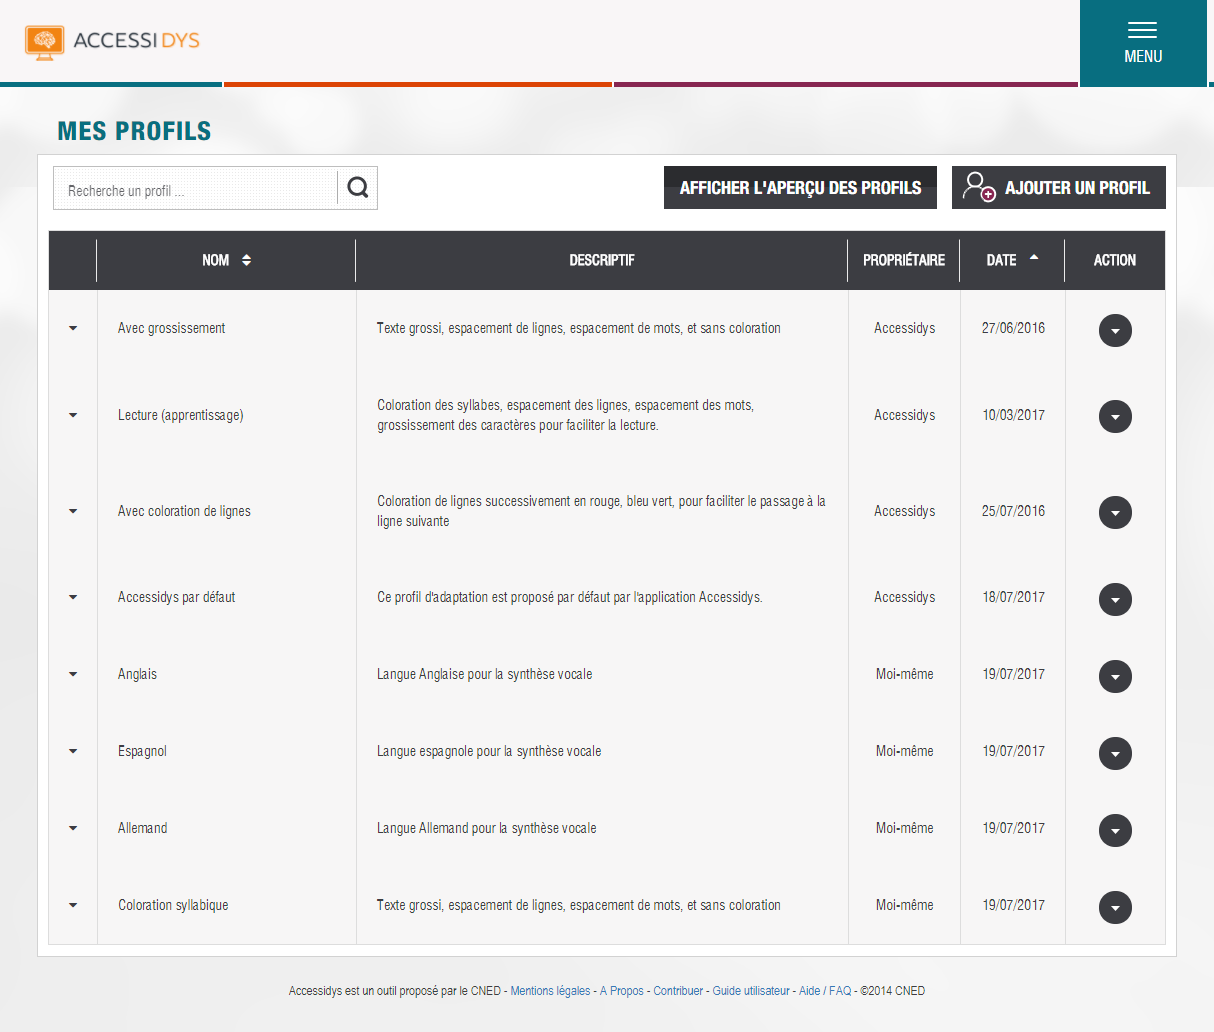 ACCESSIDYS
MENU
MES PROFILS
Recherche un profil ...
AFFICHER L'APERÇU DES PROFILS
AJOUTER UN PROFIL
NOM DESCRIPTIF PROPRIÉTAIRE DATE ACTION
Avec grossissement Texte grossi, espacement de lignes, espacement de mots, et sans coloration Accessidys 27/06/2016
Lecture (apprentissage) Coloration des syllabes, espacement des lignes, espacement des mots,
grossissement des caractères pour faciliter la lecture. Accessidys 10/03/2017
Avec coloration de lignes Coloration de lignes successivement en rouge, bleu vert, pour faciliter le passage à la
ligne suivante Accessidys 25/07/2016
Accessidys par défaut Ce profil d'adaptation est proposé par défaut par l'application Accessidys. Accessidys 18/07/2017
Anglais Langue Anglaise pour la synthèse vocale Moi-même 19/07/2017
Espagnol Langue espagnole pour la synthèse vocale Moi-même 19/07/2017
Allemand Langue Allemand pour la synthèse vocale Moi-même 19/07/2017
Coloration syllabique Texte grossi, espacement de lignes, espacement de mots, et sans coloration Moi-même 19/07/2017
Accessidys est un outil proposé par le CNED - Mentions légales - A Propos - Contribuer - Guide utilisateur - Aide / FAQ - ©2014 CNED